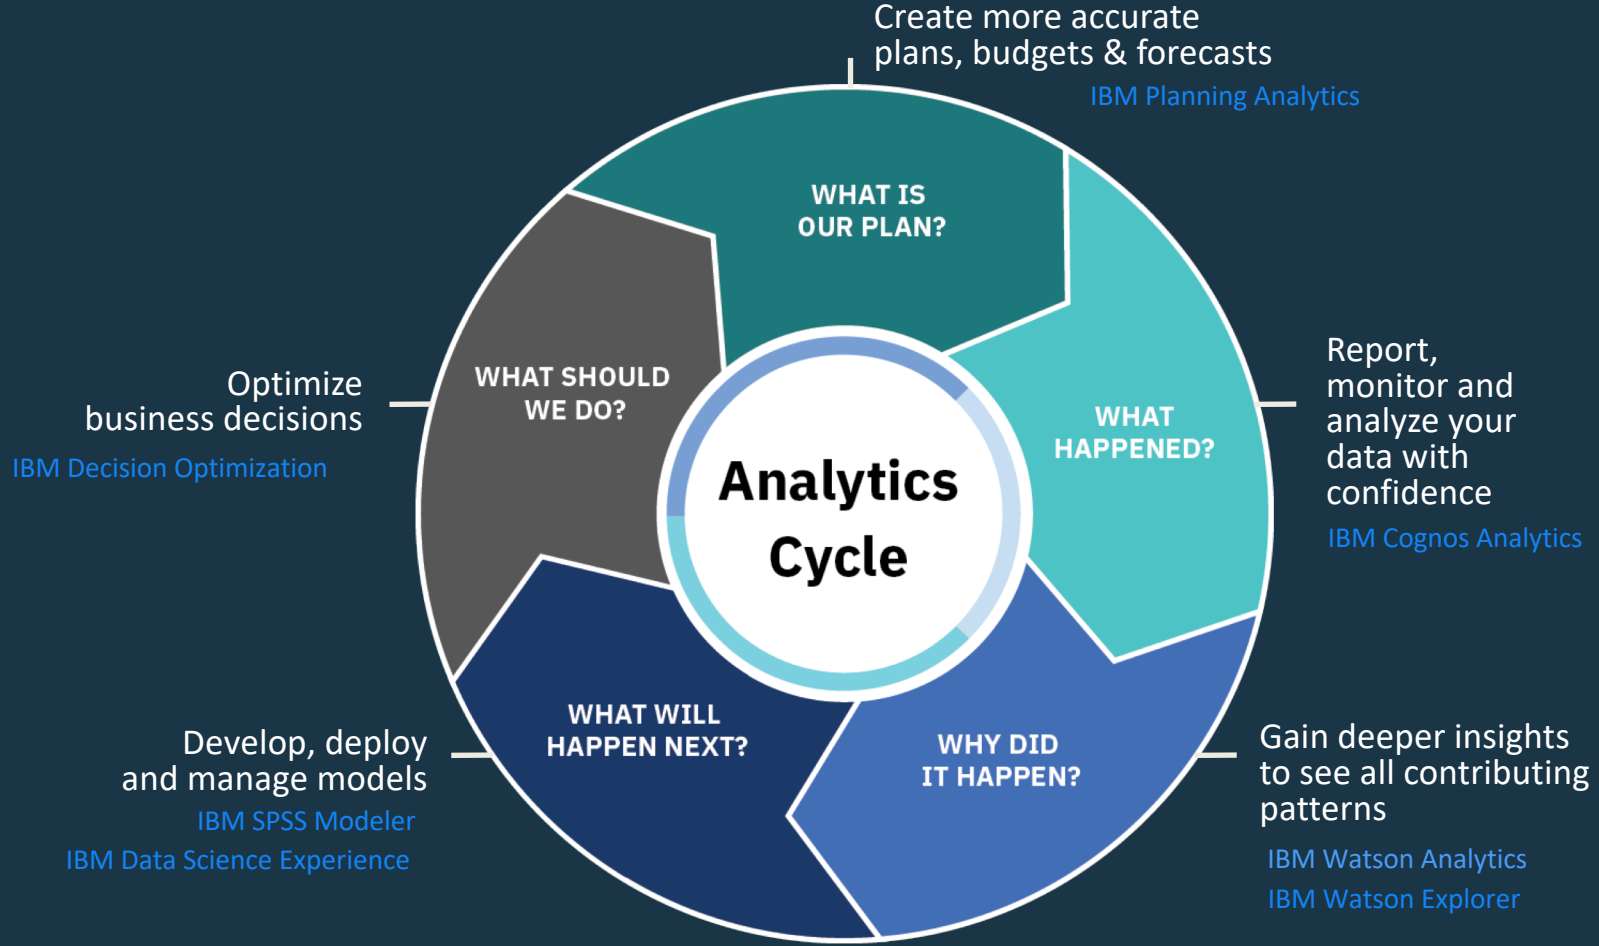 Create more accurate
plans, budgets & forecasts
IBM Planning Analytics
WHAT IS
OUR PLAN?
WHAT
HAPPENED?
Report,
monitor and
analyze your
data with
confidence
IBM Cognos Analytics
WHY DID
IT HAPPEN?
Gain deeper insights
to see all contributing
patterns
IBM Watson Analytics
IBM Watson Explorer
WHAT WILL
HAPPEN NEXT?
Develop, deploy
and manage models
IBM SPSS Modeler
IBM Data Science Experience
WHAT SHOULD
WE DO?
Optimize
business decisions
IBM Decision Optimization
Analytics
Cycle